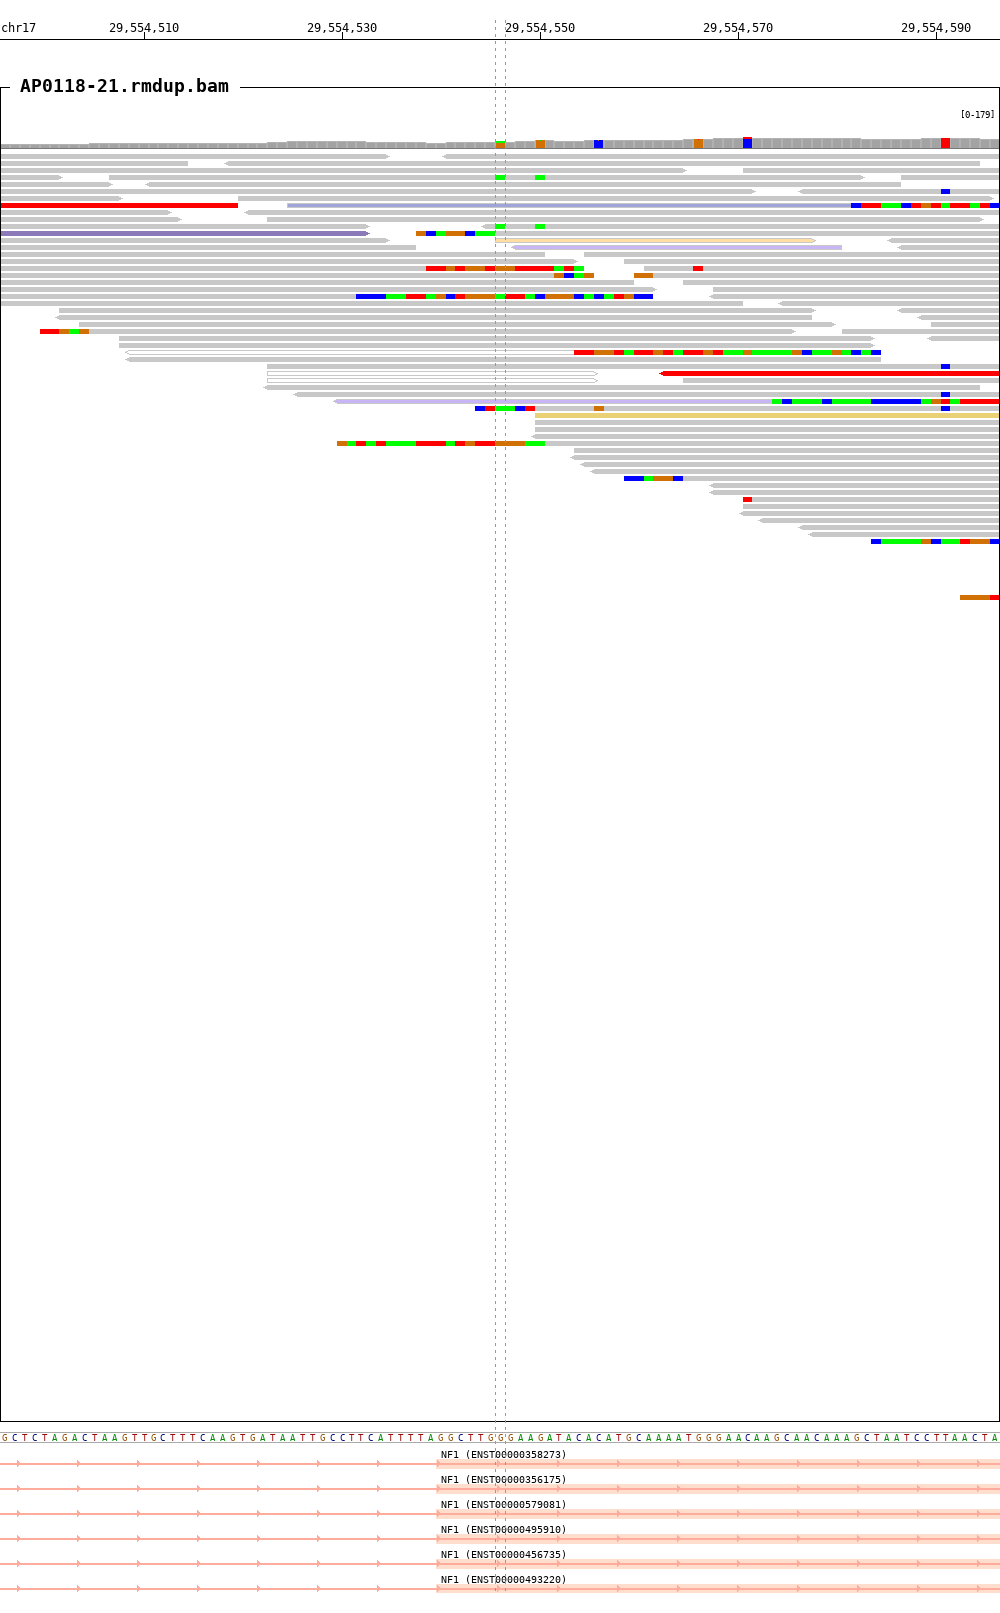 chr17 29,554,510 29,554,530 29,554,550 29,554,570 29,554,590
AP0118-21.rmdup.bam
[0-179]
GCTCTAGACTAAGTTGCTTTCAAGTGATAATTGCCTTCATTTTAGGCTTGGGAAGATACACATGCAAAATGGGAACAAGCAACAAAGCTAATCCTTAACTA
NF1 (ENST00000358273)
NF1 (ENST00000356175)
NF1 (ENST00000579081)
NF1 (ENST00000495910)
NF1 (ENST00000456735)
NF1 (ENST00000493220)